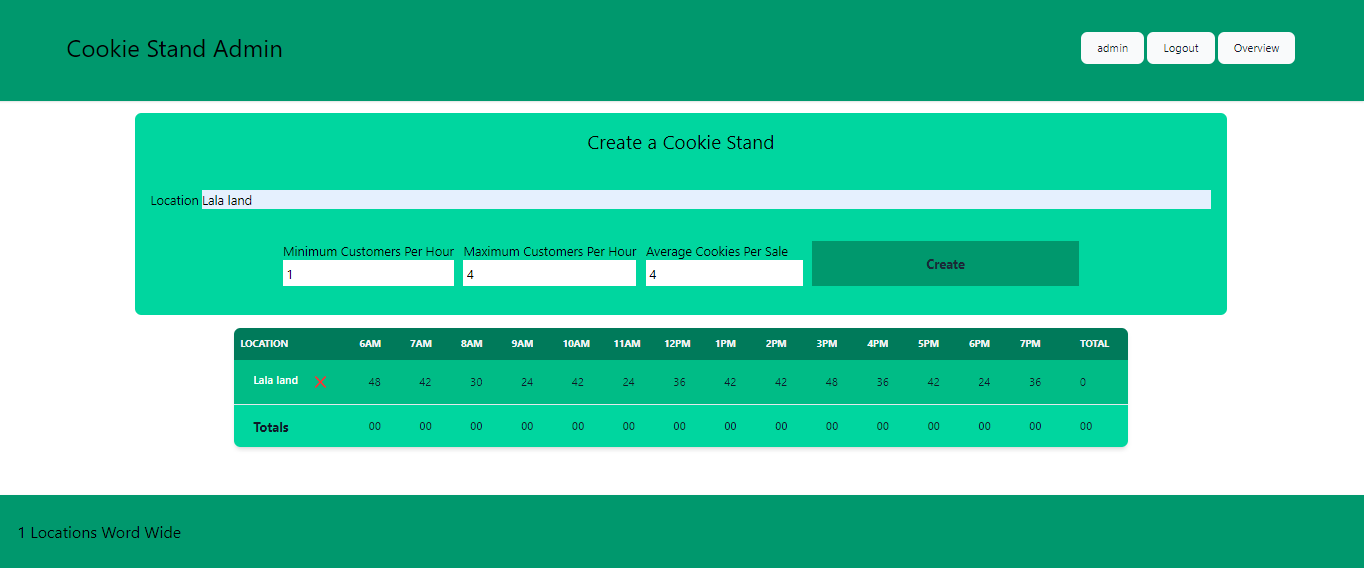 Cookie Stand Admin
admin Logout Overview
Create a Cookie Stand
Location Lala land
Minimum Customers Per Hour Maximum Customers Per Hour Average Cookies Per Sale
1 4 4 Create
LOCATION 6AM 7AM 8AM 9AM 10AM 11AM 12PM 1PM 2PM 3PM 4PM 5PM 6PM 7PM TOTAL
Lala land 48 42 30 24 42 24 36 42 42 48 36 42 24 36 0
Totals 00 00 00 00 00 00 00 00 00 00 00 00 00 00 00
1 Locations Word Wide